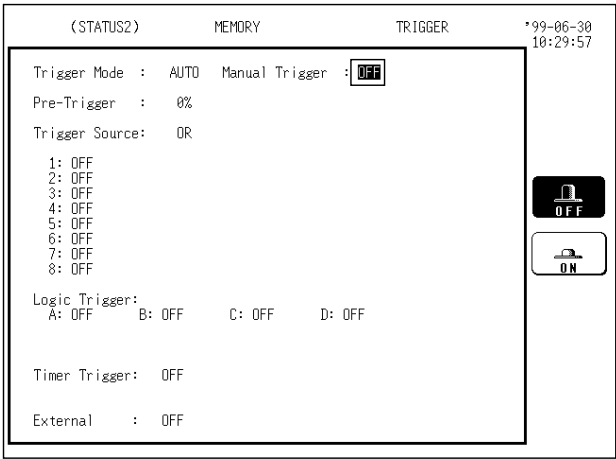 (STATUS2) MEMORY TRIGGER '99-06-30
10:29:57
Trigger Mode : AUTO Manual Trigger : OFF
Pre-Trigger : 0%
Trigger Source: OR
1: OFF
2: OFF
3: OFF
4: OFF
5: OFF
6: OFF
7: OFF
8: OFF
OFF
ON
Logic Trigger:
A: OFF B: OFF C: OFF D: OFF
Timer Trigger: OFF
External : OFF